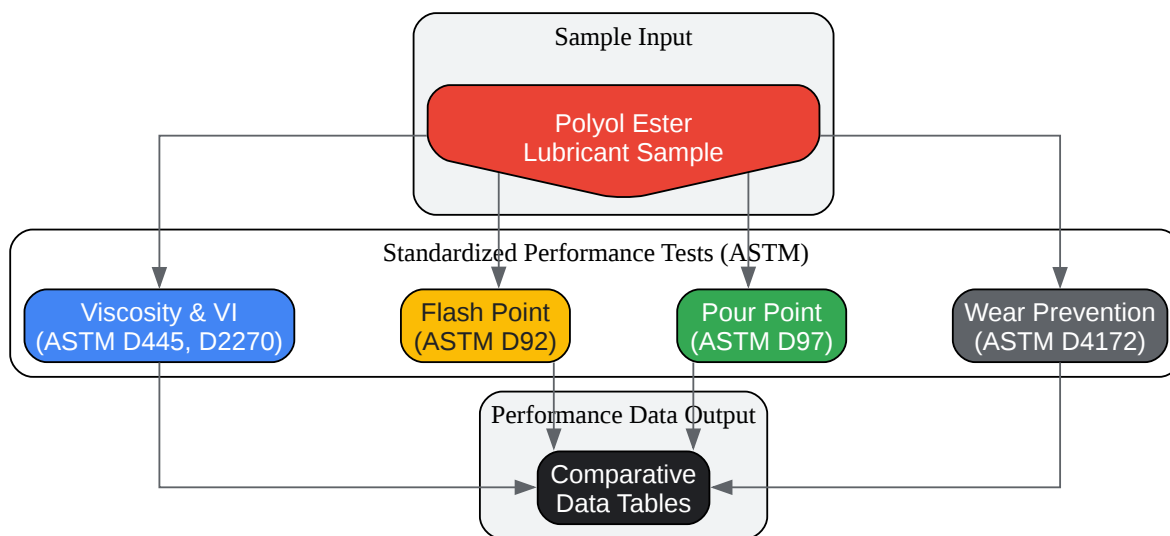 Sample Input
Polyol Ester
Lubricant Sample
Standardized Performance Tests (ASTM)
Viscosity & VI
(ASTM D445, D2270)
Flash Point
(ASTM D92)
Pour Point
(ASTM D97)
Wear Prevention
(ASTM D4172)
Performance Data Output
Comparative
Data Tables